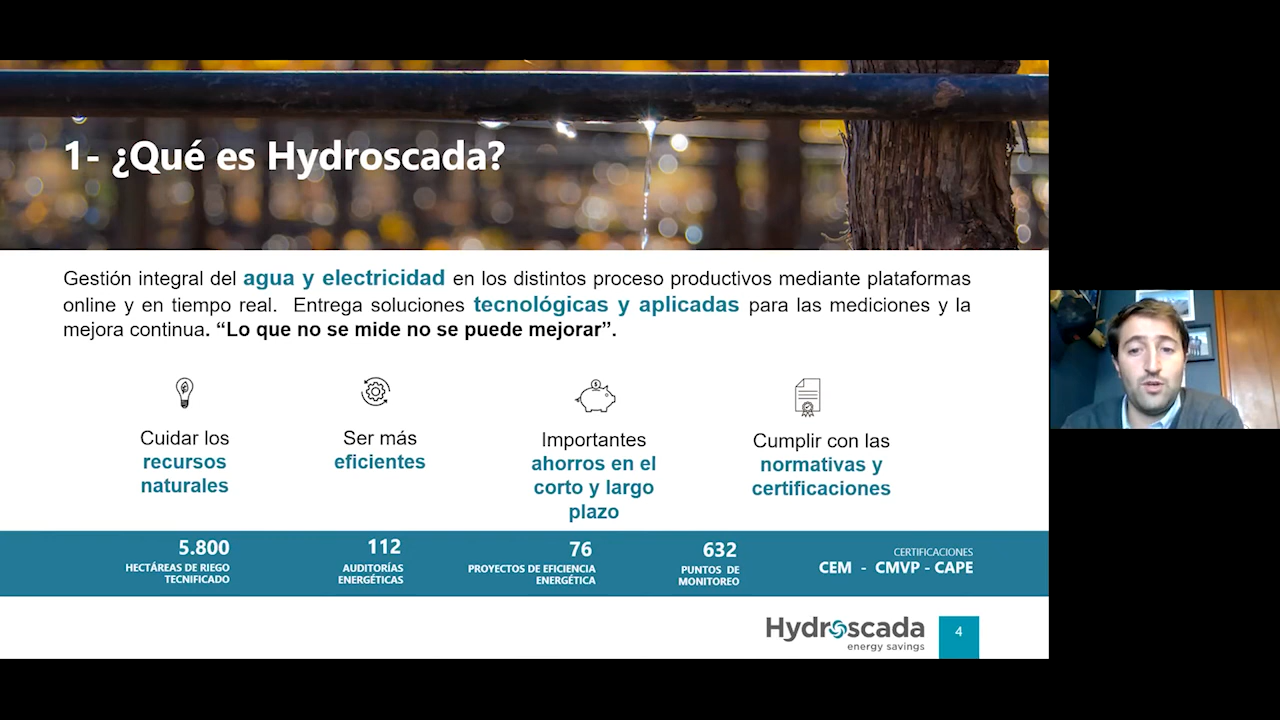 1- ¿Qué es Hydroscada?
Gestión integral del agua y electricidad en los distintos proceso productivos mediante plataformas
online y en tiempo real. Entrega soluciones tecnológicas y aplicadas para las mediciones y la
mejora continua. “Lo que no se mide no se puede mejorar”.
Cuidar los
recursos
naturales
Ser más
eficientes
Importantes
ahorros en el
corto y largo
plazo
Cumplir con las
normativas y
certificaciones
5.800
HECTÁREAS DE RIEGO
TECNIFICADO
112
AUDITORÍAS
ENERGÉTICAS
76
PROYECTOS DE EFICIENCIA
ENERGÉTICA
632
PUNTOS DE
MONITOREO
CERTIFICACIONES
CEM - CMVP - CAPE
Hydroscada
energy savings
4